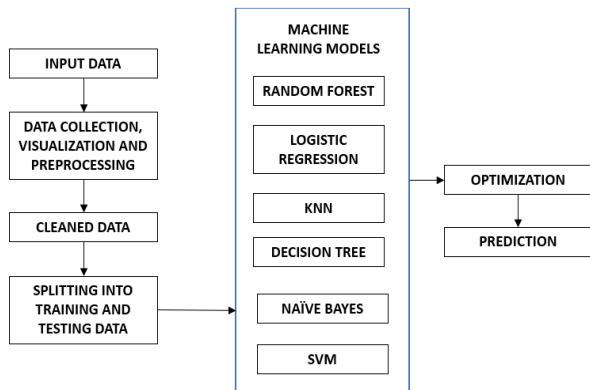 INPUT DATA
DATA COLLECTION,
VISUALIZATION AND
PREPROCESSING
CLEANED DATA
SPLITTING INTO
TRAINING AND
TESTING DATA
MACHINE
LEARNING MODELS
RANDOM FOREST
LOGISTIC
REGRESSION
KNN
DECISION TREE
NAÏVE BAYES
SVM
OPTIMIZATION
PREDICTION